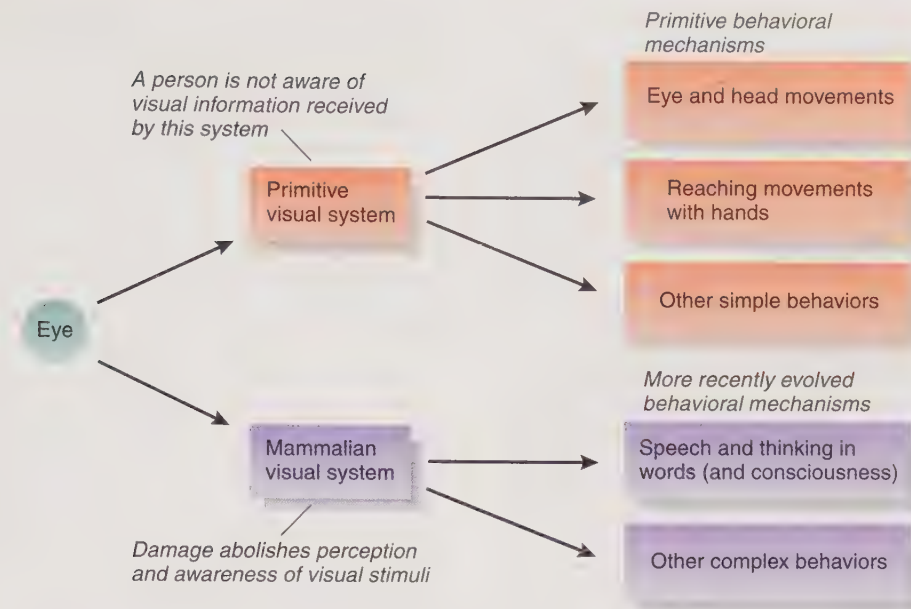 Primitive behavioral
mechanisms
A person is not aware of
visual information received
by this system
Eye and head movements
Primitive
visual system
Reaching movements
with hands
Other simple behaviors
Eye
More recently evolved
behavioral mechanisms
Mammalian
visual system
Speech and thinking in
words (and consciousness)
Damage abolishes perception
and awareness of visual stimuli
Other complex behaviors